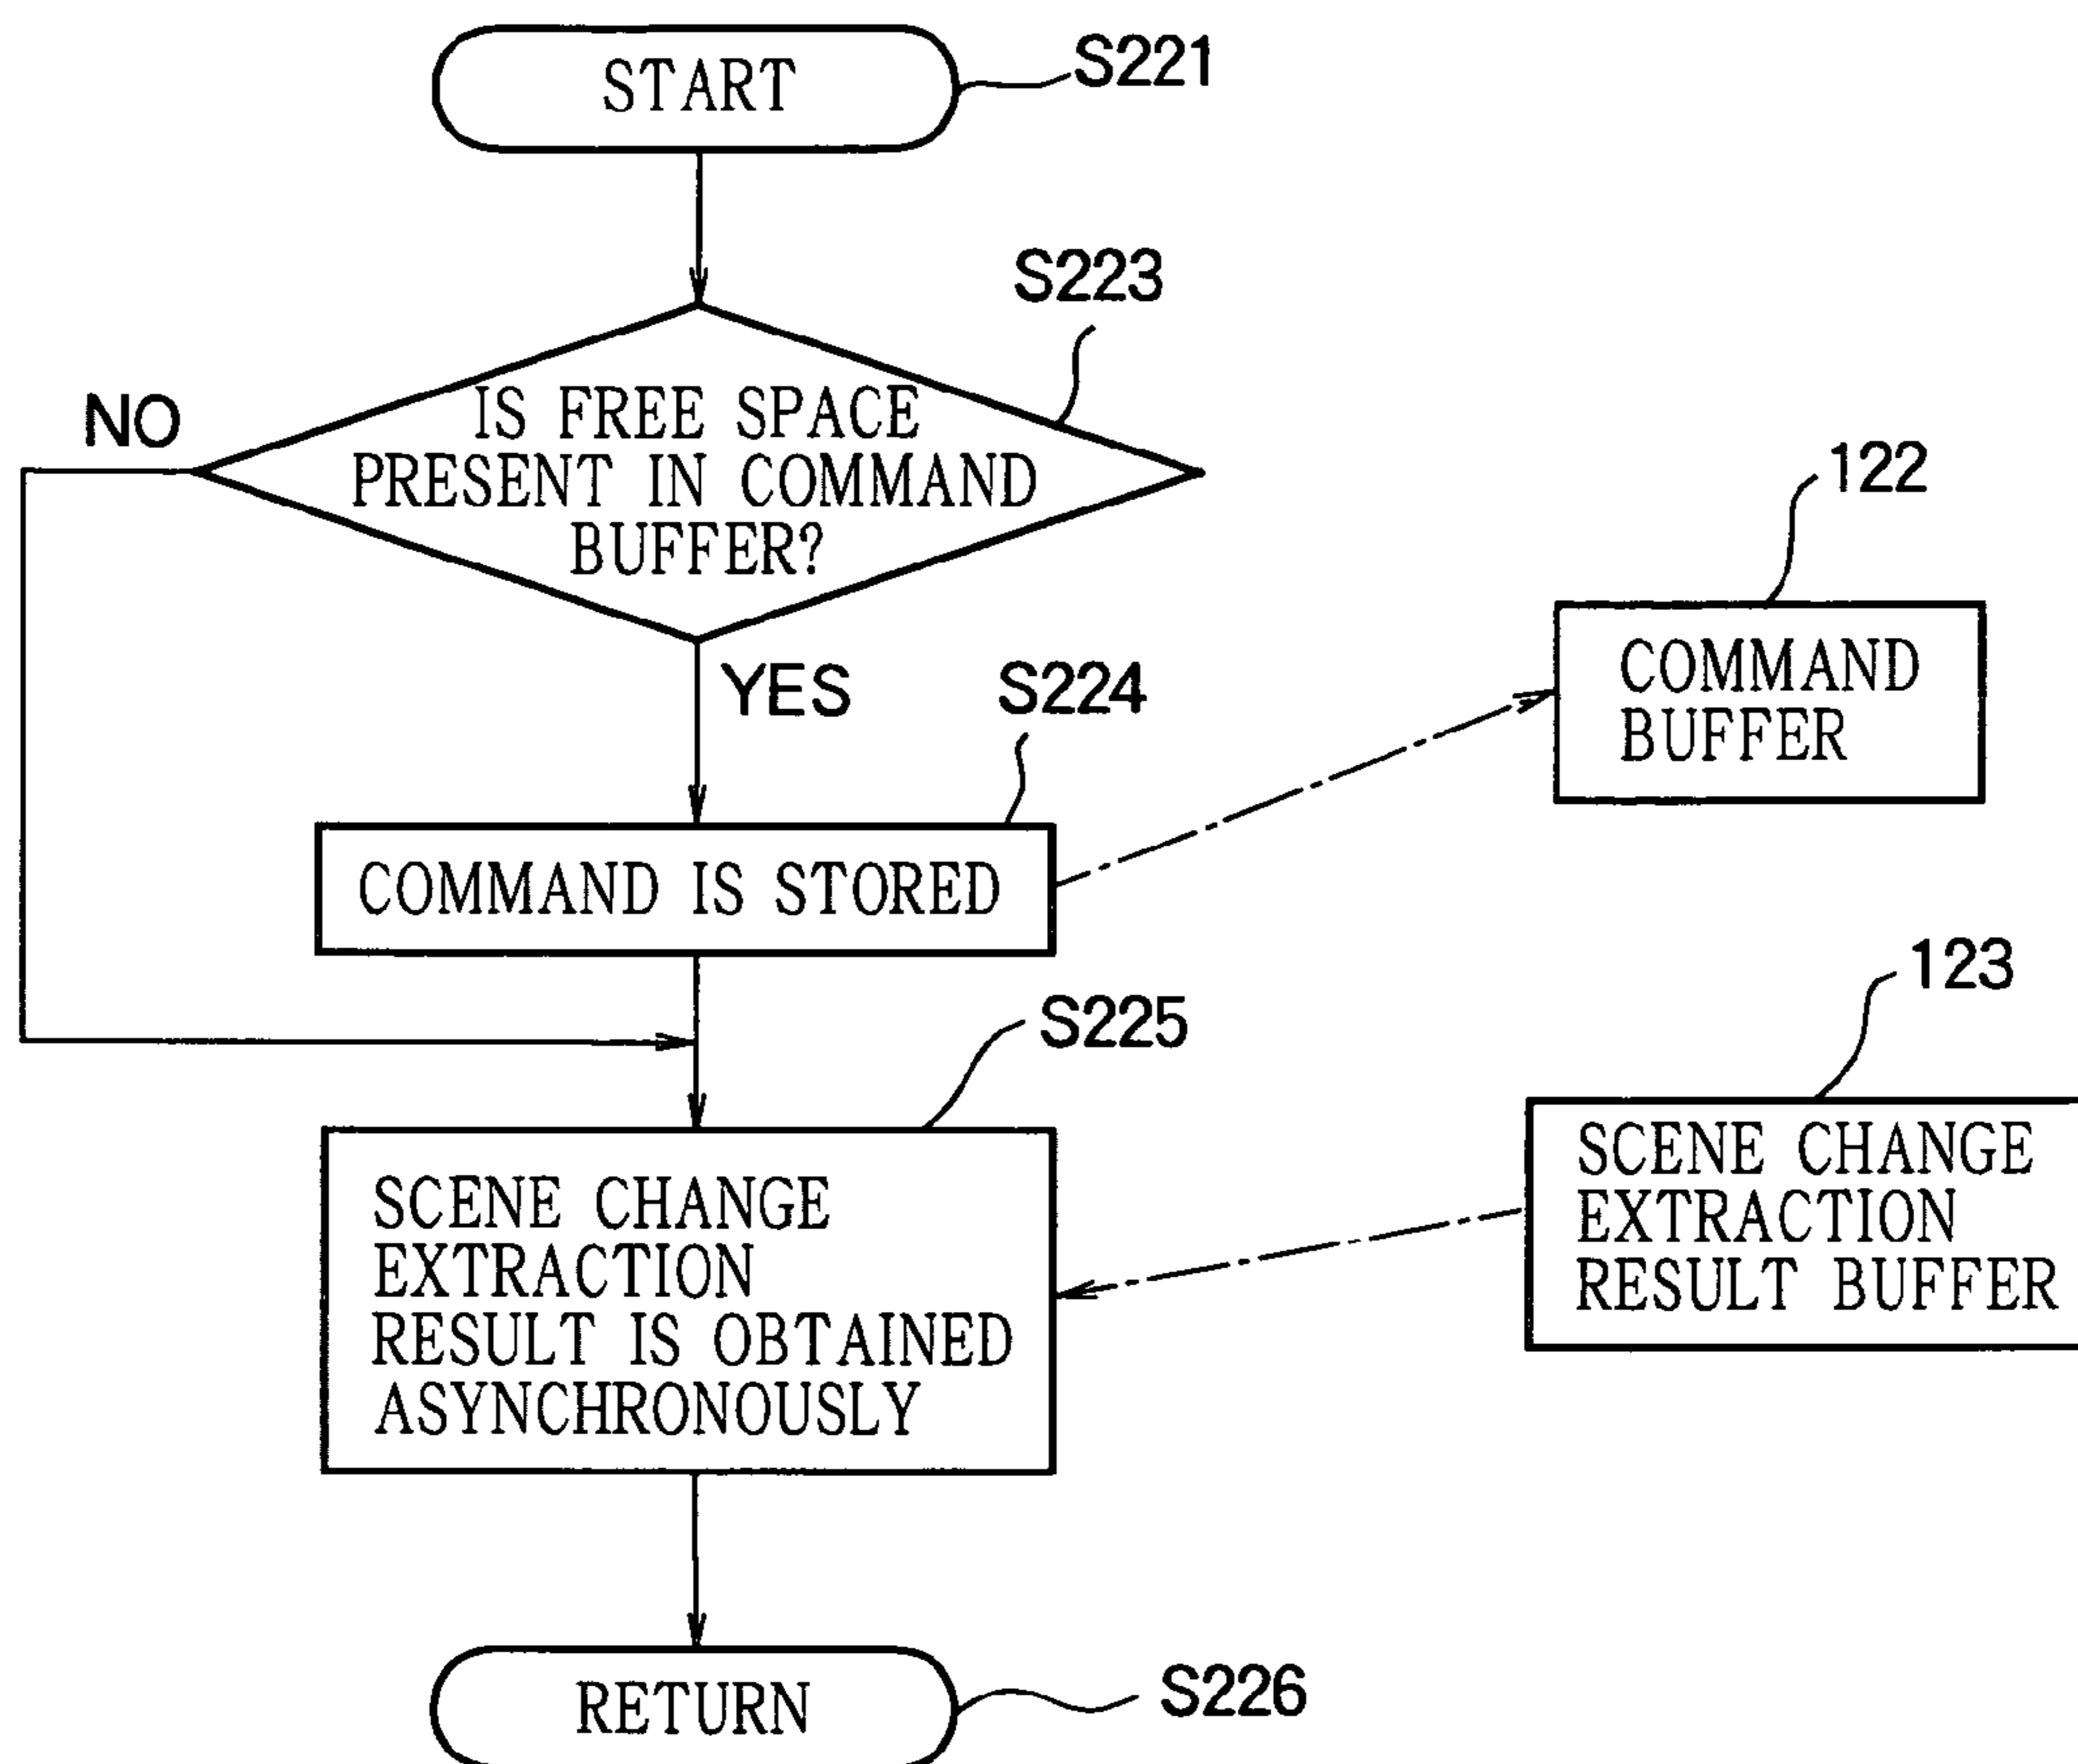 START
S221
S223
IS FREE SPACE
PRESENT IN COMMAND
BUFFER?
NO
YES
122
COMMAND
BUFFER
S224
COMMAND IS STORED
S225
123
SCENE CHANGE
EXTRACTION
RESULT IS OBTAINED
ASYNCHRONOUSLY
SCENE CHANGE
EXTRACTION
RESULT BUFFER
RETURN
S226